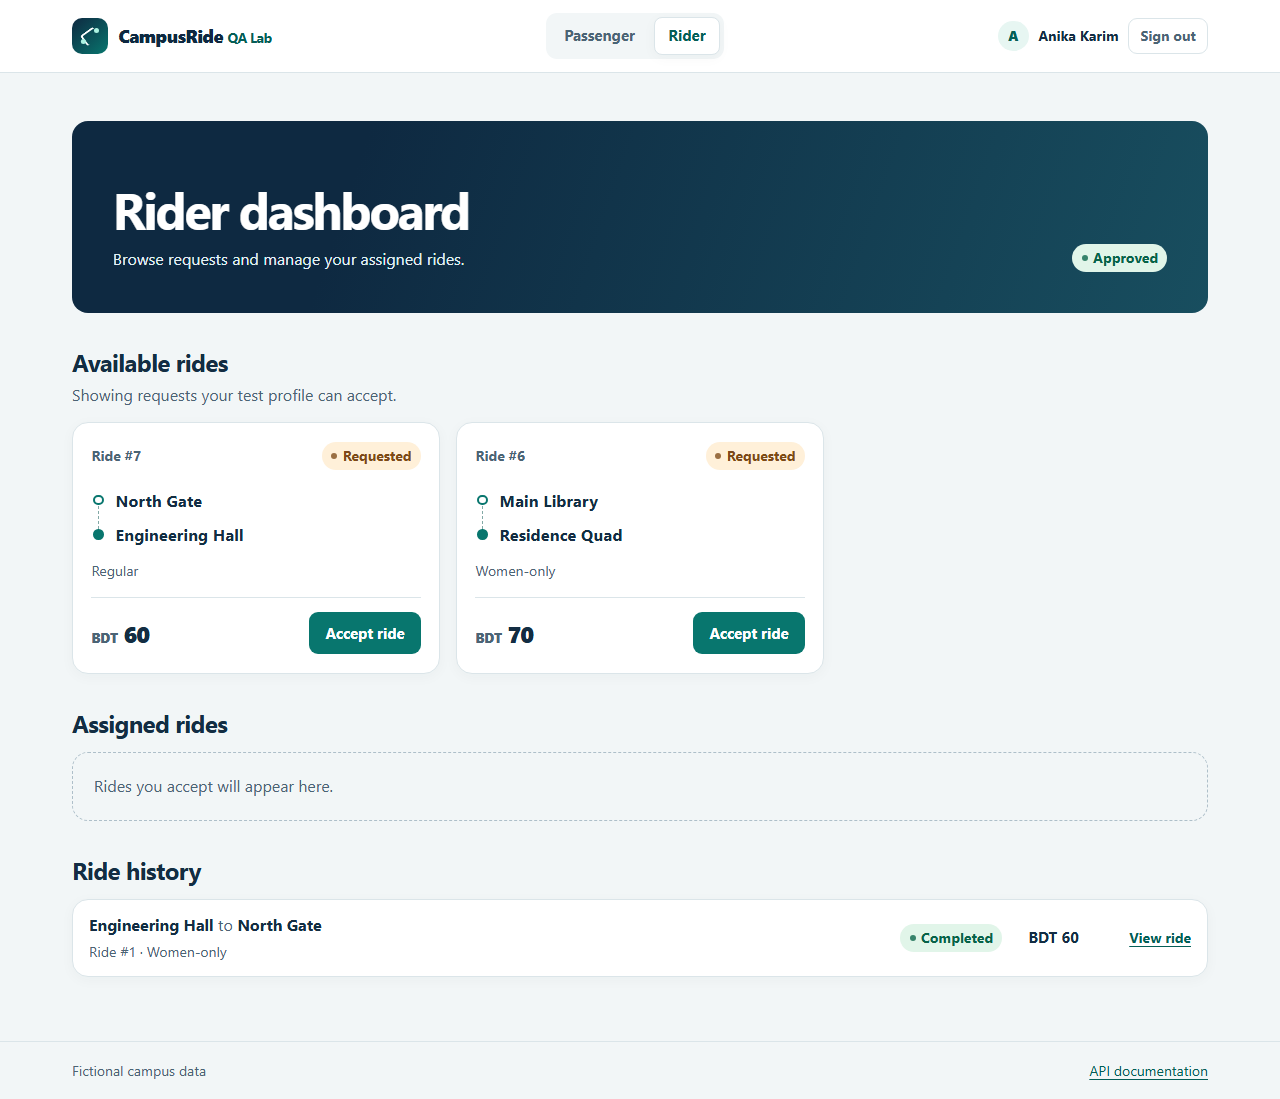 CampusRide QA Lab
Passenger
Rider
A
Anika Karim
Sign out
Rider dashboard
Browse requests and manage your assigned rides.
Approved
Available rides
Showing requests your test profile can accept.
Ride #7
Requested
North Gate
Engineering Hall
Regular
BDT 60
Accept ride
Ride #6
Requested
Main Library
Residence Quad
Women-only
BDT 70
Accept ride
Assigned rides
Rides you accept will appear here.
Ride history
Engineering Hall to North Gate
Ride #1 · Women-only
Completed
BDT 60
View ride
Fictional campus data
API documentation